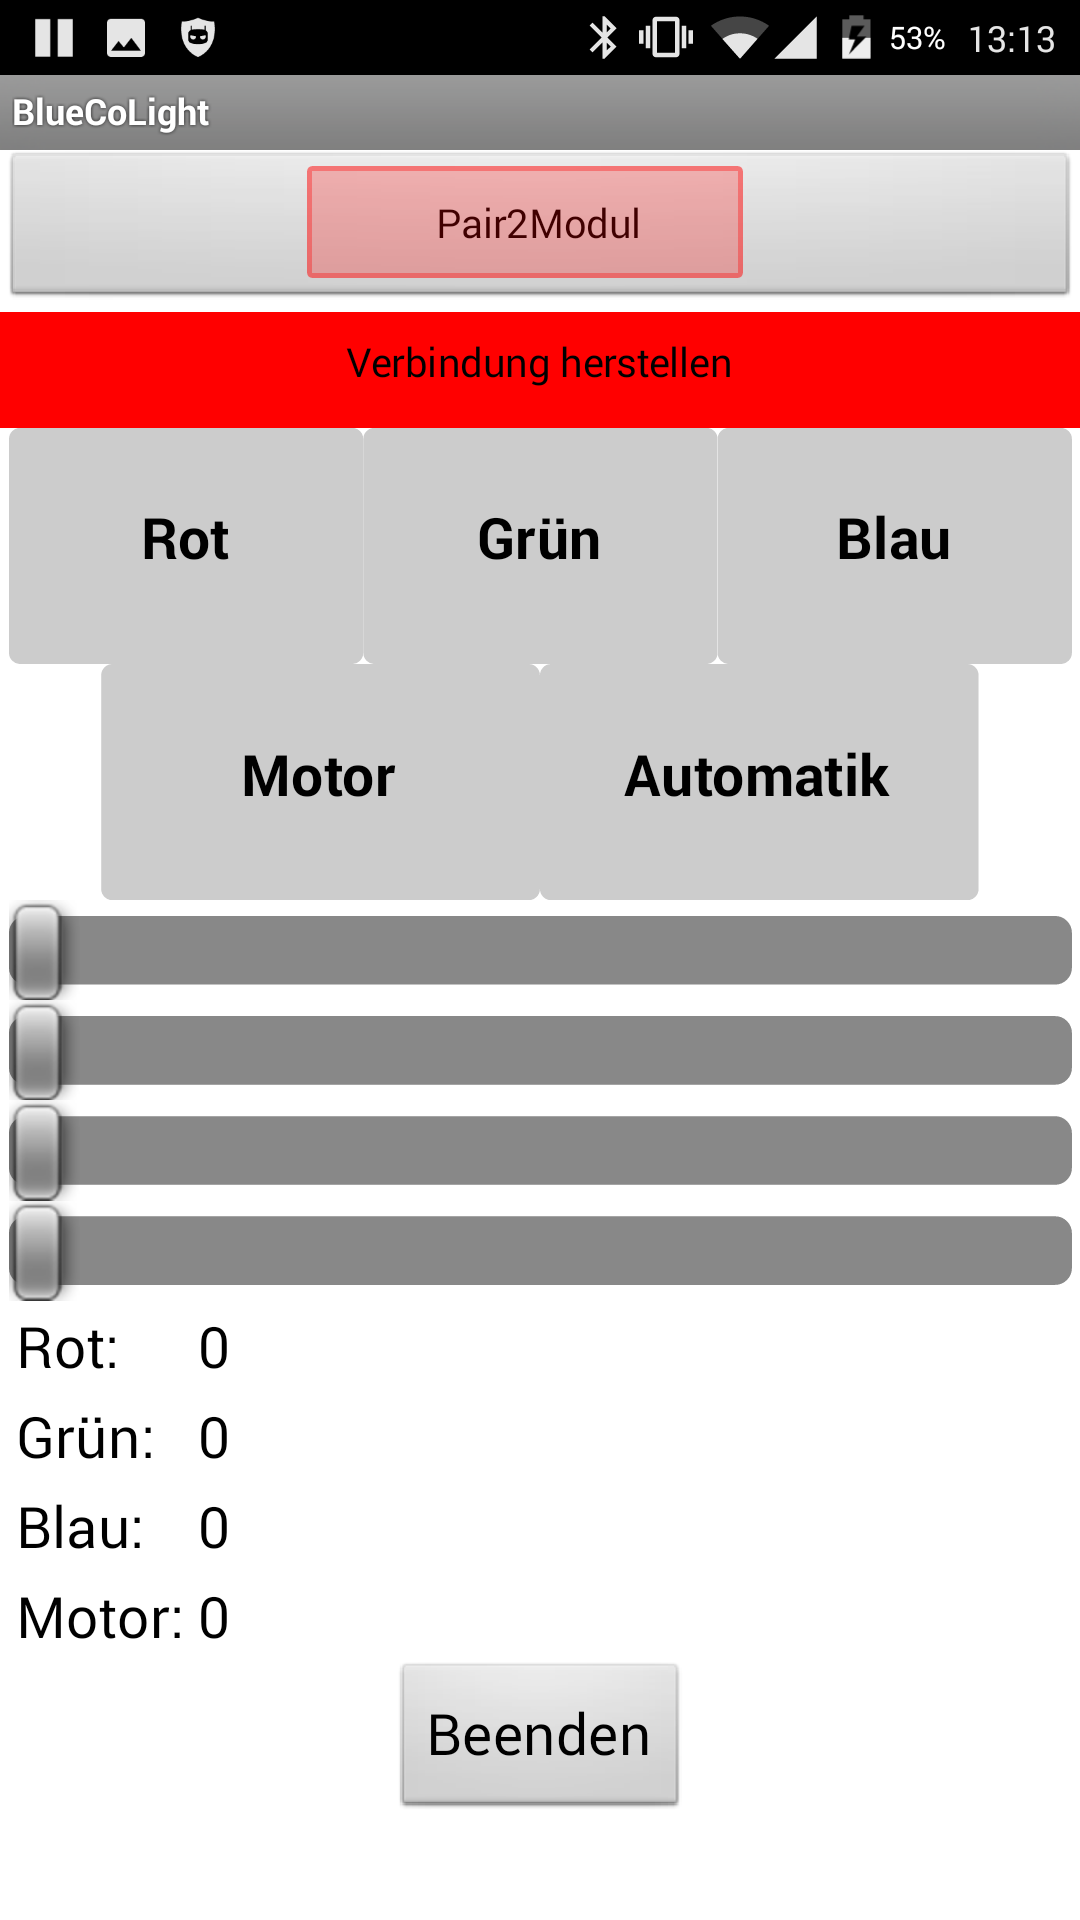 53% 13:13
BlueCoLight
Pair2Modul
Verbindung herstellen
Rot Grün Blau
Motor Automatik
Rot: 0
Grün: 0
Blau: 0
Motor: 0
Beenden